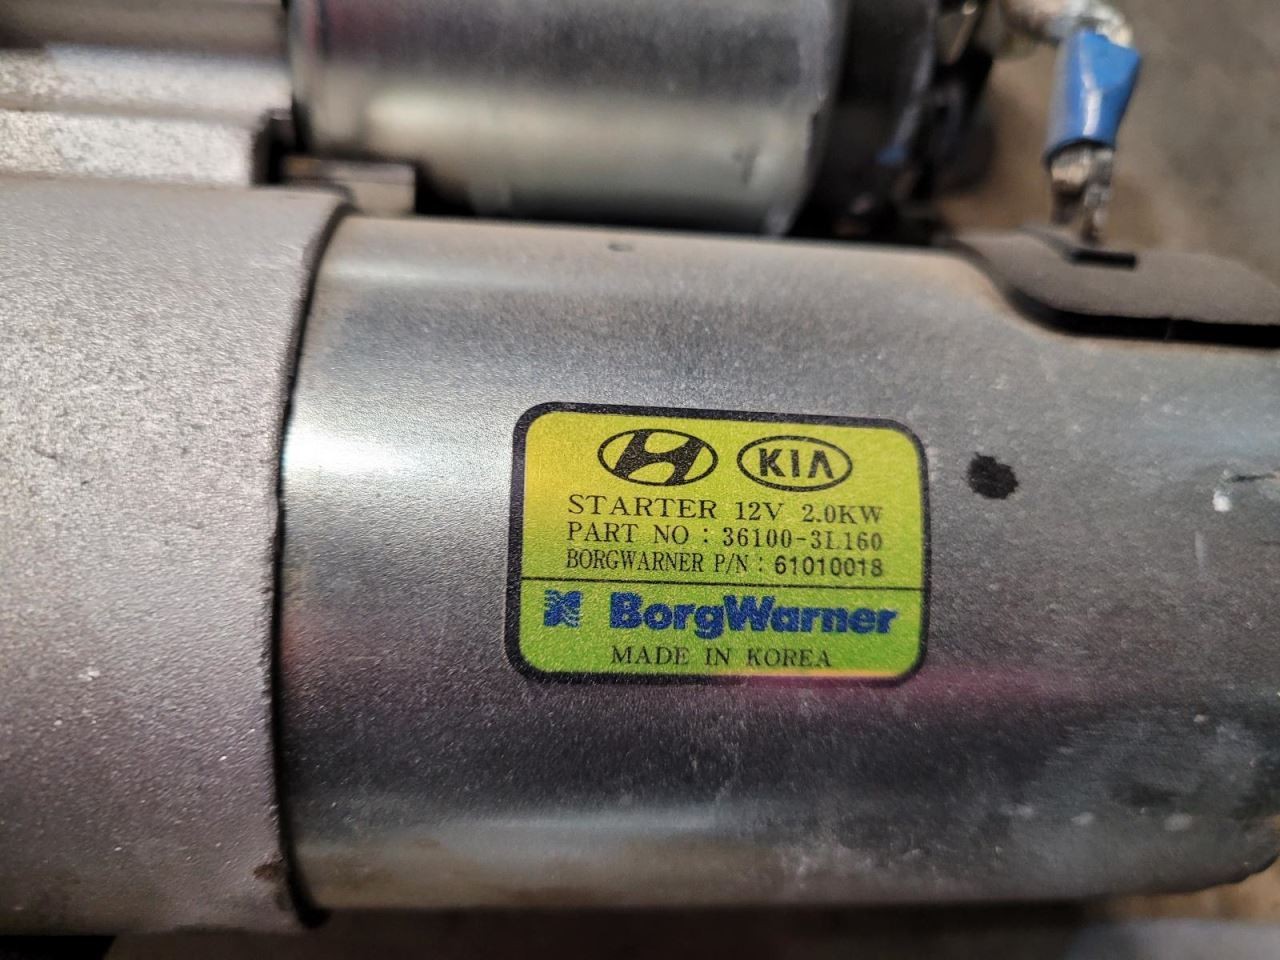 KIA
STARTER 12V 2.0KW
PART NO : 36100-3L160
BORGWARNER P/N : 61010018
BorgWarner
MADE IN KOREA